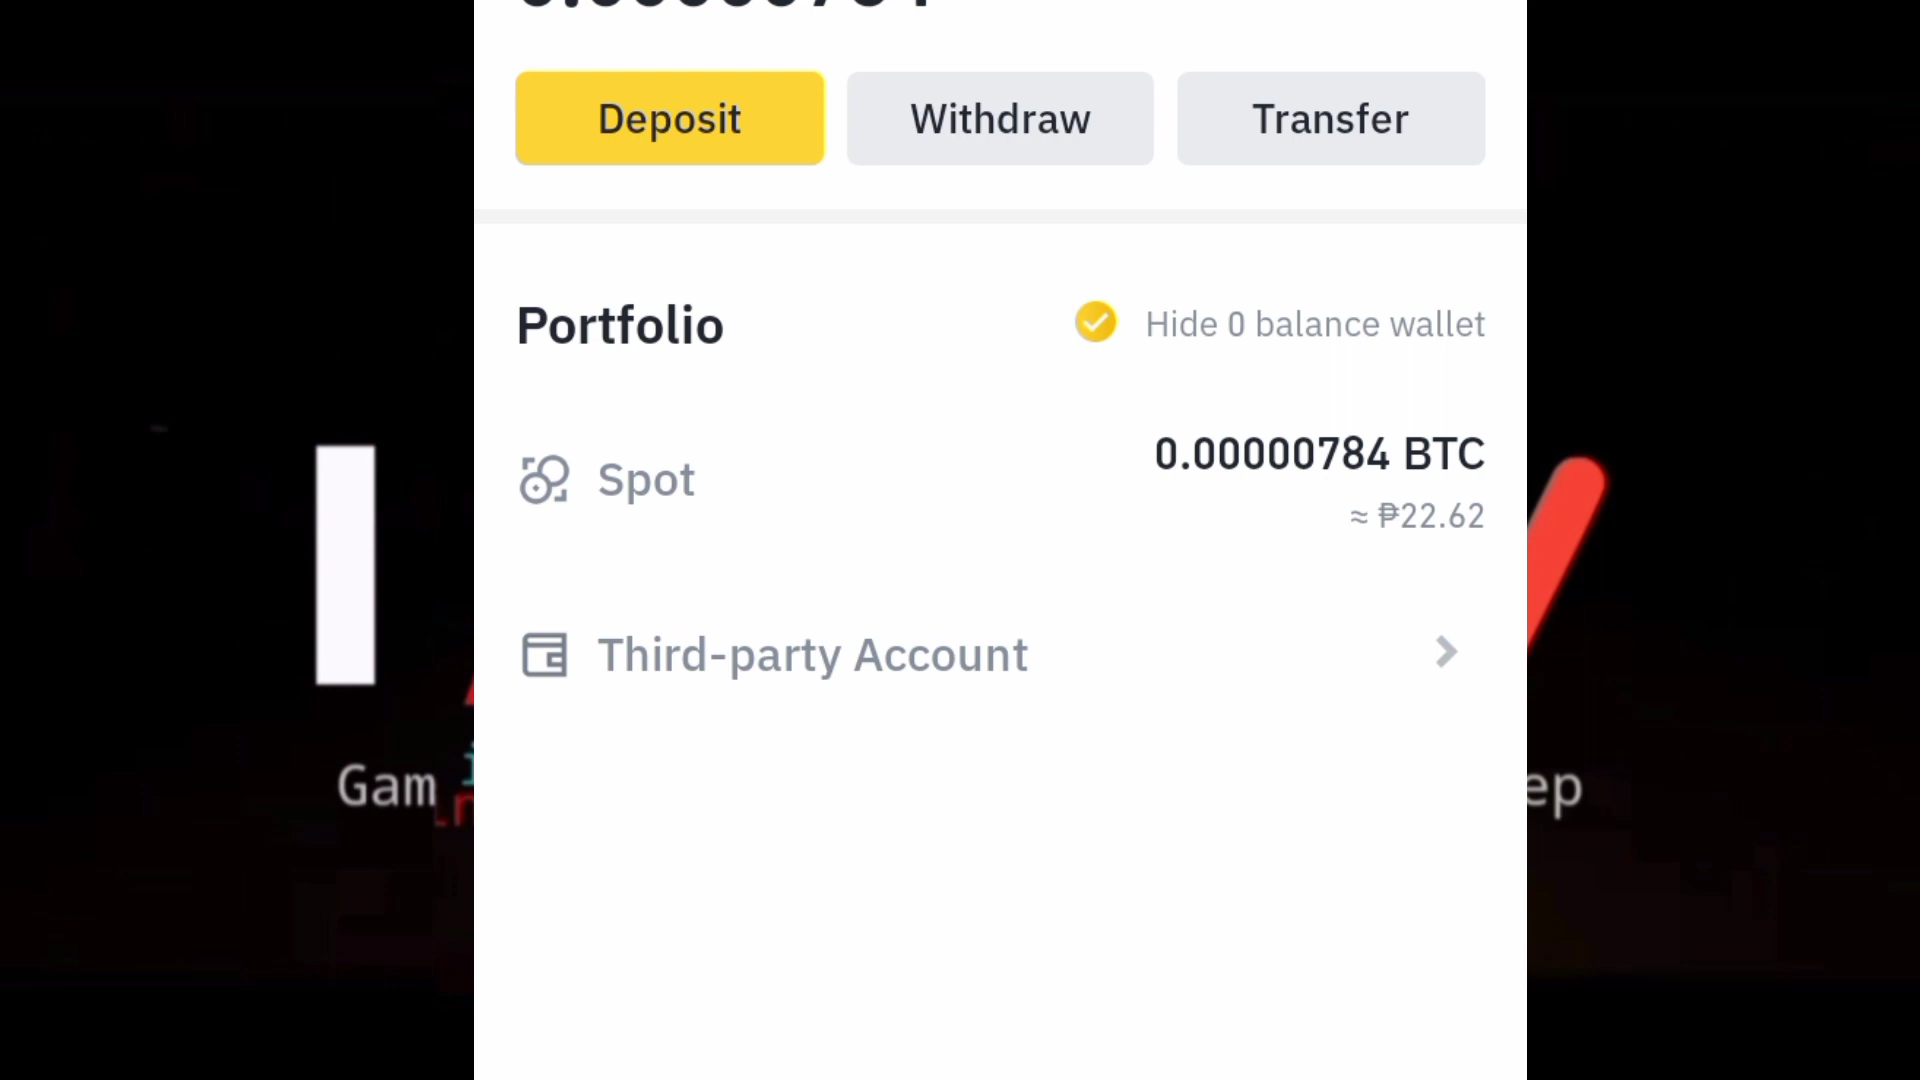 Deposit
Withdraw
Transfer
Portfolio
Hide 0 balance wallet
Spot
0.00000784 BTC
≈ ₱22.62
Third-party Account
Gam
ep